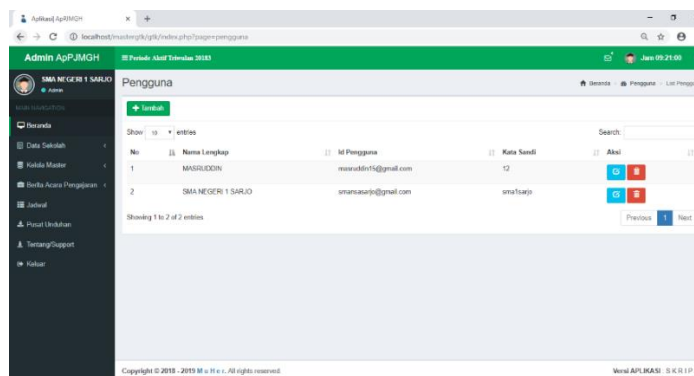 Aplikasi| ApPJMGH
localhost/mastergtk/gtk/index.php?page=pengguna
Admin ApPJMGH
Periode Aktif Triwulan 20183
Jam 09:21:00
SMA NEGERI 1 SARJO
Admin
MAIN NAVIGATION
Beranda
Data Sekolah
Kelola Master
Berita Acara Pengajaran
Jadwal
Pusat Unduhan
Tentang/Support
Keluar
Pengguna
Beranda Pengguna List Penggu
+ Tambah
Show 10 entries
Search:
No Nama Lengkap Id Pengguna Kata Sandi Aksi
1 MASRUDDIN masruddin15@gmail.com 12
2 SMA NEGERI 1 SARJO smansasarjo@gmail.com sma1sarjo
Showing 1 to 2 of 2 entries
Previous 1 Next
Copyright © 2018 - 2019 M u H e r. All rights reserved.
Versi APLIKASI : S K R I P